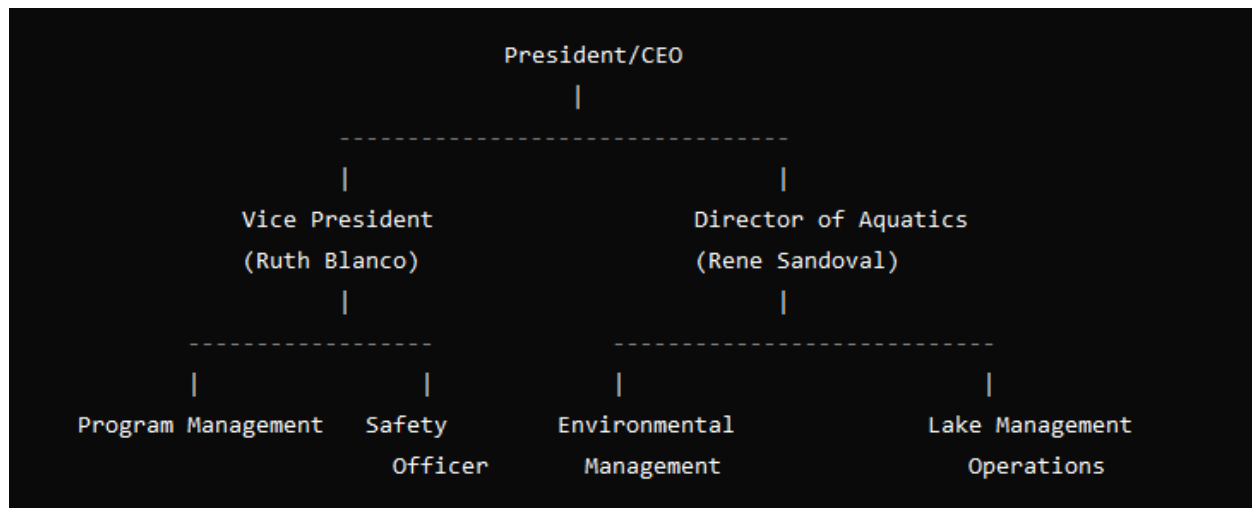 President/CEO
|
---------------------------------
| |
Vice President Director of Aquatics
(Ruth Blanco) (Rene Sandoval)
| |
------------------ ----------------------------
| | | |
Program Management Safety Environmental Lake Management
Officer Management Operations